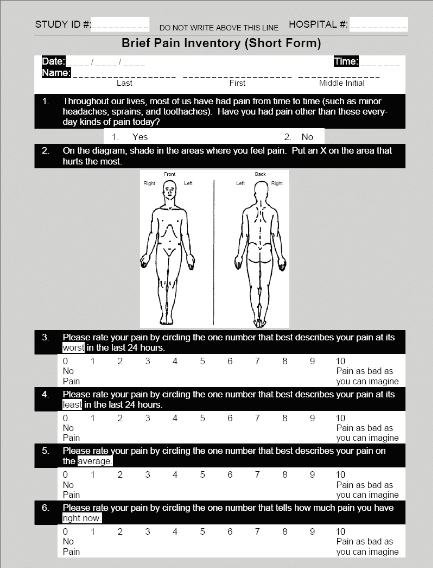 STUDY ID #: DO NOT WRITE ABOVE THIS LINE HOSPITAL #:
Brief Pain Inventory (Short Form)
Date: / / Time:
Name:
Last First Middle Initial
1. Throughout our lives, most of us have had pain from time to time (such as minor
headaches, sprains, and toothaches). Have you had pain other than these every-
day kinds of pain today?
1. Yes 2. No
2. On the diagram, shade in the areas where you feel pain. Put an X on the area that
hurts the most.
Front Back
Right Left Left Right
3. Please rate your pain by circling the one number that best describes your pain at its
worst in the last 24 hours.
0 1 2 3 4 5 6 7 8 9 10
No Pain as bad as
Pain you can imagine
4. Please rate your pain by circling the one number that best describes your pain at its
least in the last 24 hours.
0 1 2 3 4 5 6 7 8 9 10
No Pain as bad as
Pain you can imagine
5. Please rate your pain by circling the one number that best describes your pain on
the average.
0 1 2 3 4 5 6 7 8 9 10
No Pain as bad as
Pain you can imagine
6. Please rate your pain by circling the one number that tells how much pain you have
right now.
0 1 2 3 4 5 6 7 8 9 10
No Pain as bad as
Pain you can imagine